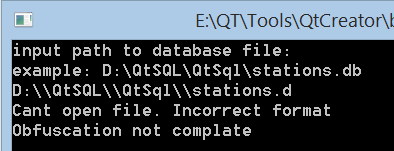 E:\QT\Tools\QtCreator\b
input path to database file:
example: D:\QtSQL\QtSql\stations.db
D:\\QtSQL\\QtSql\\stations.d
Cant open file. Incorrect format
Obfuscation not complate